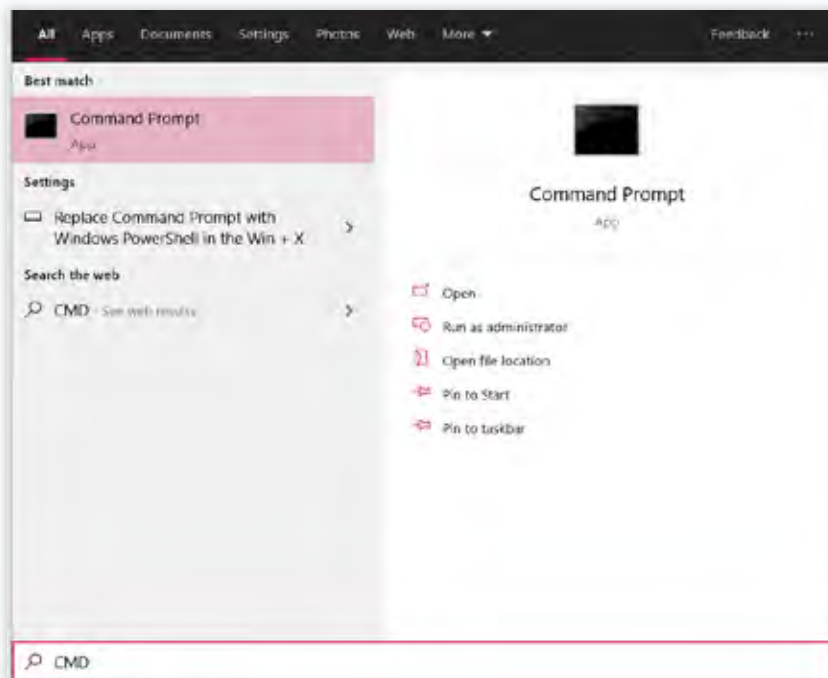 All Apps Documents Settings Photos Web More Feedback ...
Best match
Command Prompt
App
Settings
Replace Command Prompt with
Windows PowerShell in the Win + X
Search the web
CMD - See web results
Command Prompt
App
Open
Run as administrator
Open file location
Pin to Start
Pin to taskbar
CMD